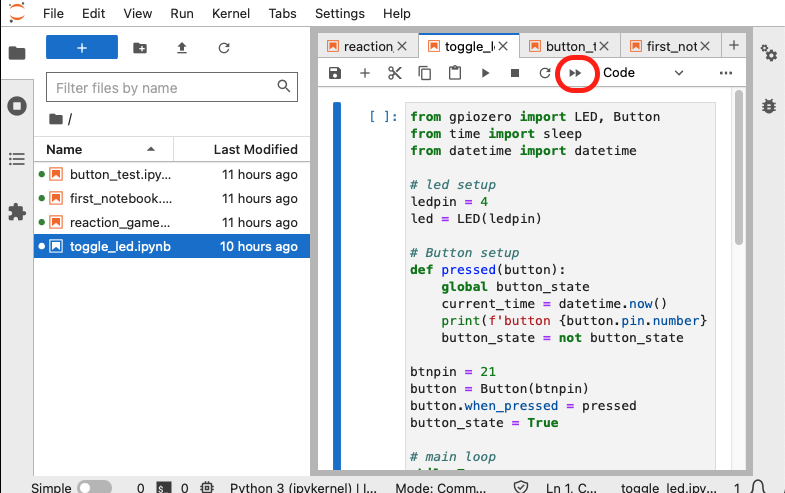 File Edit View Run Kernel Tabs Settings Help
+
Filter files by name
/
Name Last Modified
button_test.ipy... 11 hours ago
first_notebook.... 11 hours ago
reaction_game... 11 hours ago
toggle_led.ipynb 10 hours ago
reaction_ toggle_l button_t first_not +
Code ...
[ ]: from gpiozero import LED, Button
from time import sleep
from datetime import datetime
# led setup
ledpin = 4
led = LED(ledpin)
# Button setup
def pressed(button):
global button_state
current_time = datetime.now()
print(f'button {button.pin.number}
button_state = not button_state
btnpin = 21
button = Button(btnpin)
button.when_pressed = pressed
button_state = True
# main loop
Simple 0 $ 0 Python 3 (ipykernel) | I... Mode: Comm... Ln 1, C... toggle_led.ipy... 1